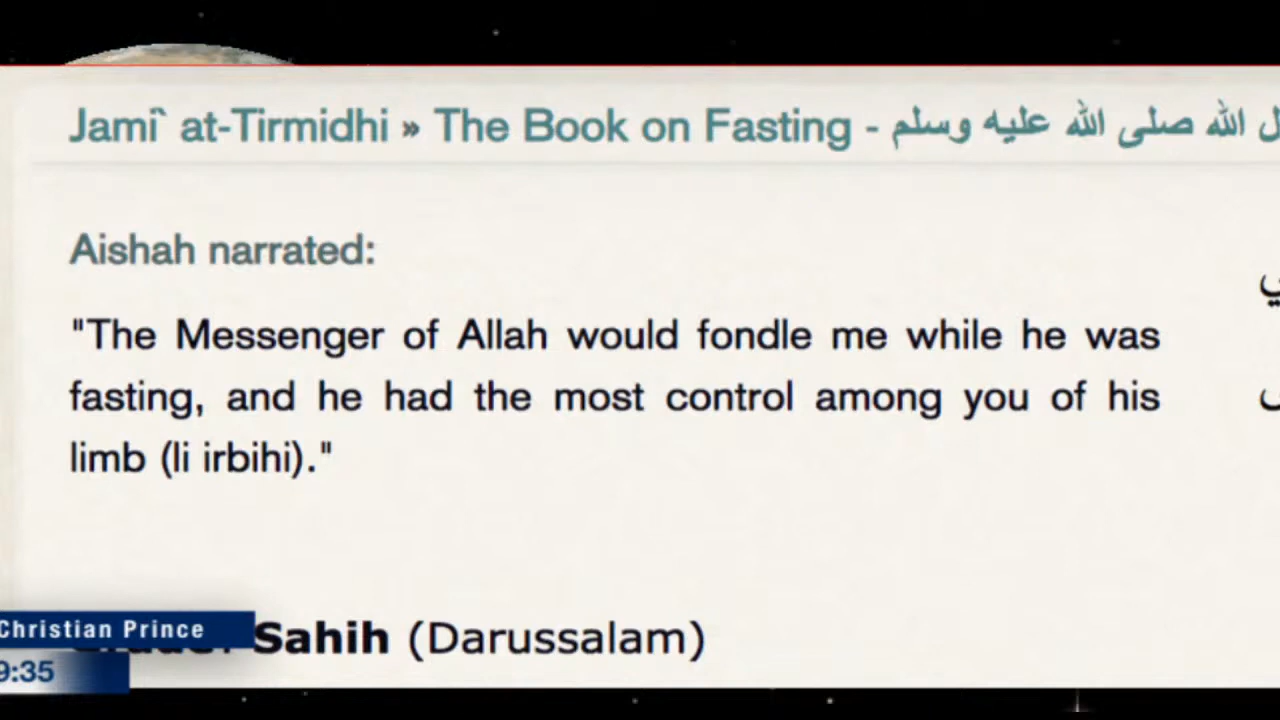 Jami` at-Tirmidhi » The Book on Fasting - ل الله صلى الله عليه وسلم
Aishah narrated:
"The Messenger of Allah would fondle me while he was
fasting, and he had the most control among you of his
limb (li irbihi)."
Sahih (Darussalam)
Christian Prince
9:35